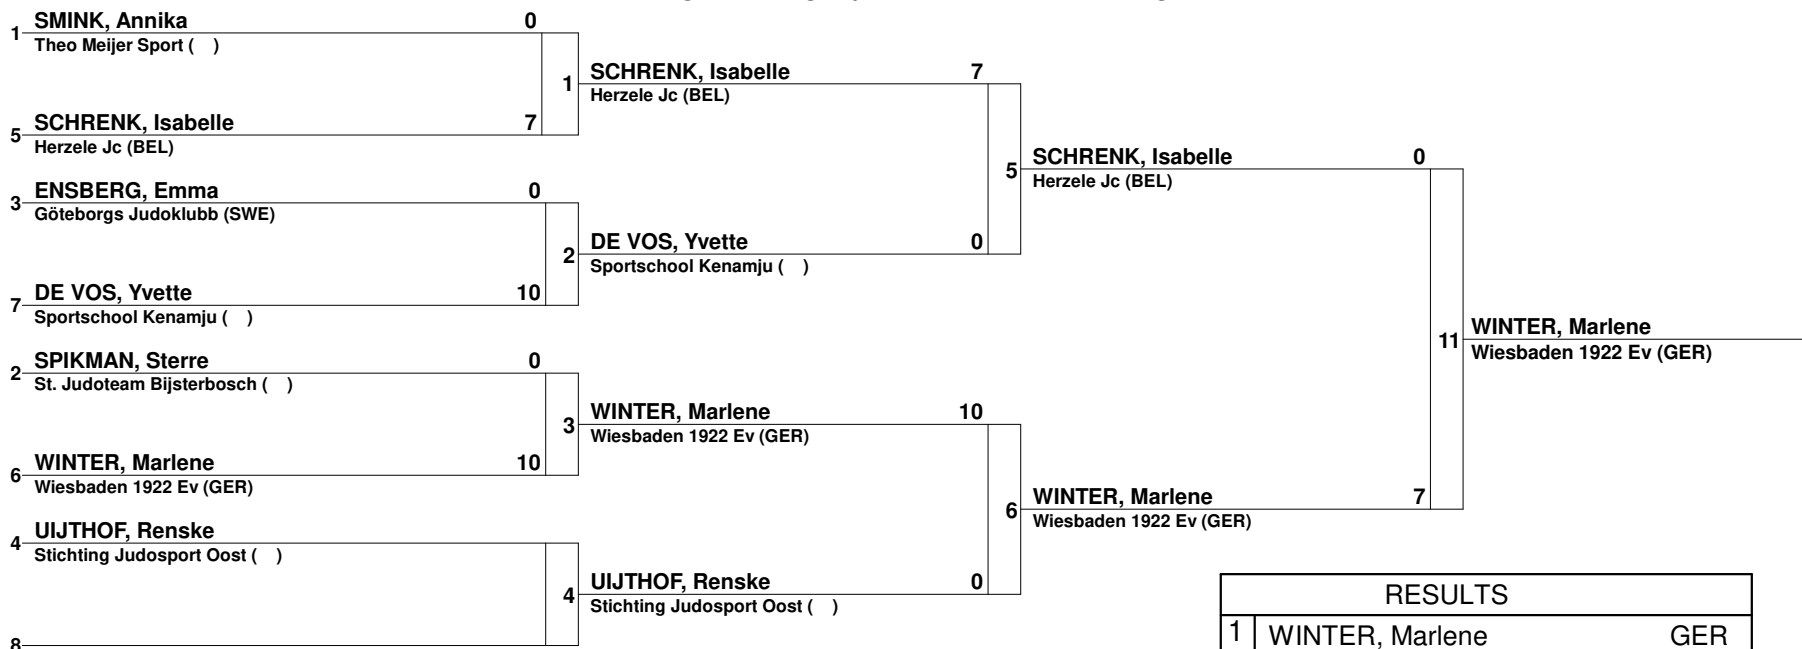 SMINK, Annika 0
1
Theo Meijer Sport ( )
1
SCHRENK, Isabelle 7
Herzele Jc (BEL)
SCHRENK, Isabelle 7
5
Herzele Jc (BEL)
5
SCHRENK, Isabelle 0
Herzele Jc (BEL)
ENSBERG, Emma 0
3
Göteborgs Judoklubb (SWE)
2
DE VOS, Yvette 0
Sportschool Kenamju ( )
DE VOS, Yvette 10
7
Sportschool Kenamju ( )
11
WINTER, Marlene
Wiesbaden 1922 Ev (GER)
SPIKMAN, Sterre 0
2
St. Judoteam Bijsterbosch ( )
3
WINTER, Marlene 10
Wiesbaden 1922 Ev (GER)
WINTER, Marlene 10
6
Wiesbaden 1922 Ev (GER)
6
WINTER, Marlene 7
Wiesbaden 1922 Ev (GER)
UIJTHOF, Renske
4
Stichting Judosport Oost ( )
4
UIJTHOF, Renske 0
Stichting Judosport Oost ( )
8
RESULTS
1 WINTER, Marlene GER